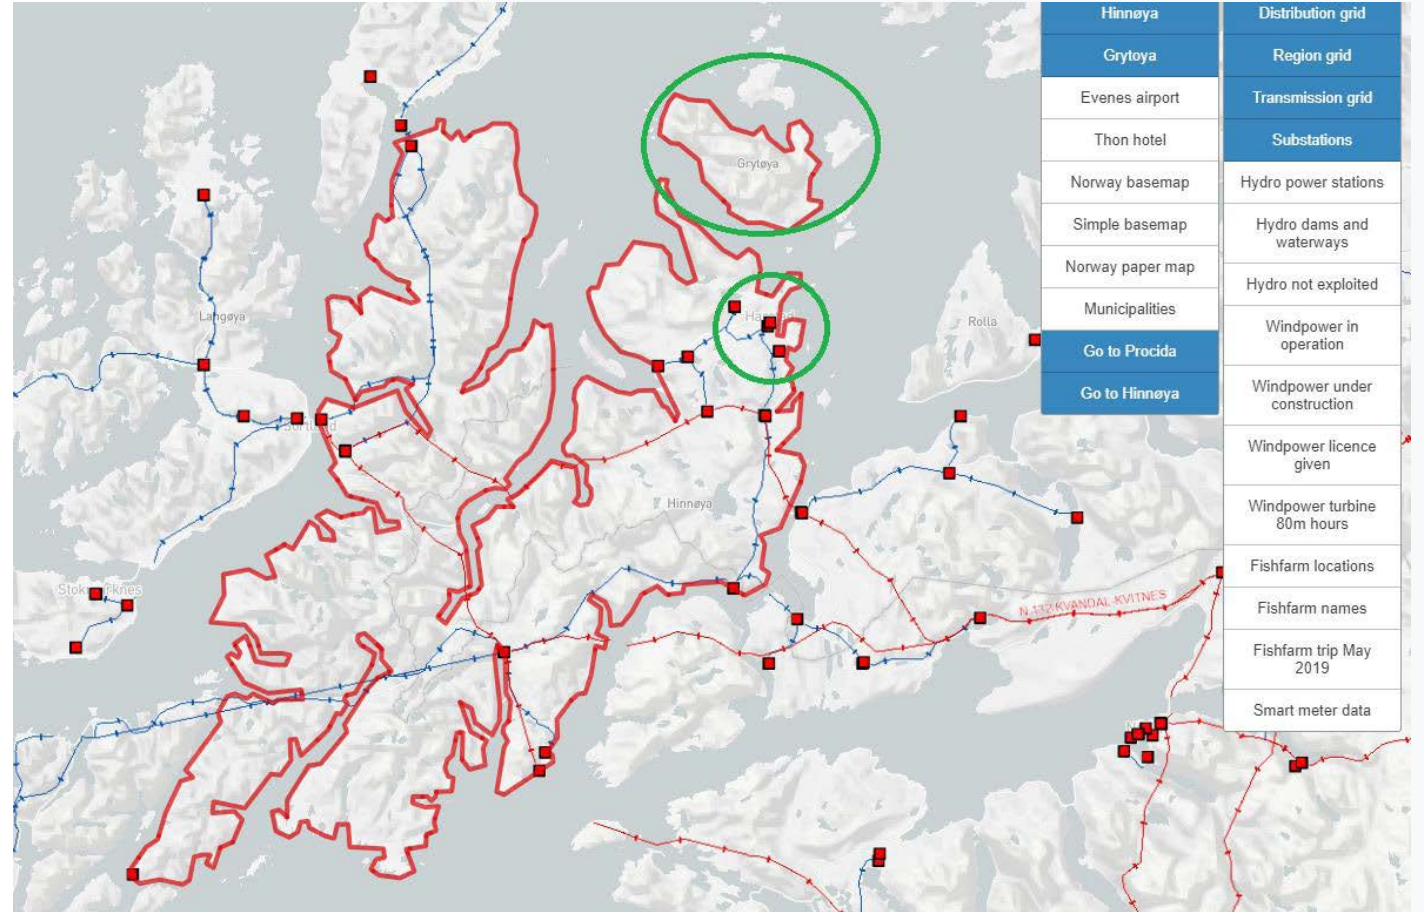 Hinnøya
Grytoya
Evenes airport
Thon hotel
Norway basemap
Simple basemap
Norway paper map
Municipalities
Go to Procida
Go to Hinnøya
Distribution grid
Region grid
Transmission grid
Substations
Hydro power stations
Hydro dams and
waterways
Hydro not exploited
Windpower in
operation
Windpower under
construction
Windpower licence
given
Windpower turbine
80m hours
Fishfarm locations
Fishfarm names
Fishfarm trip May
2019
Smart meter data
Grytøya
Langøya
Rolla
Hinnøya
N 132 KVANDAL-KVITNES